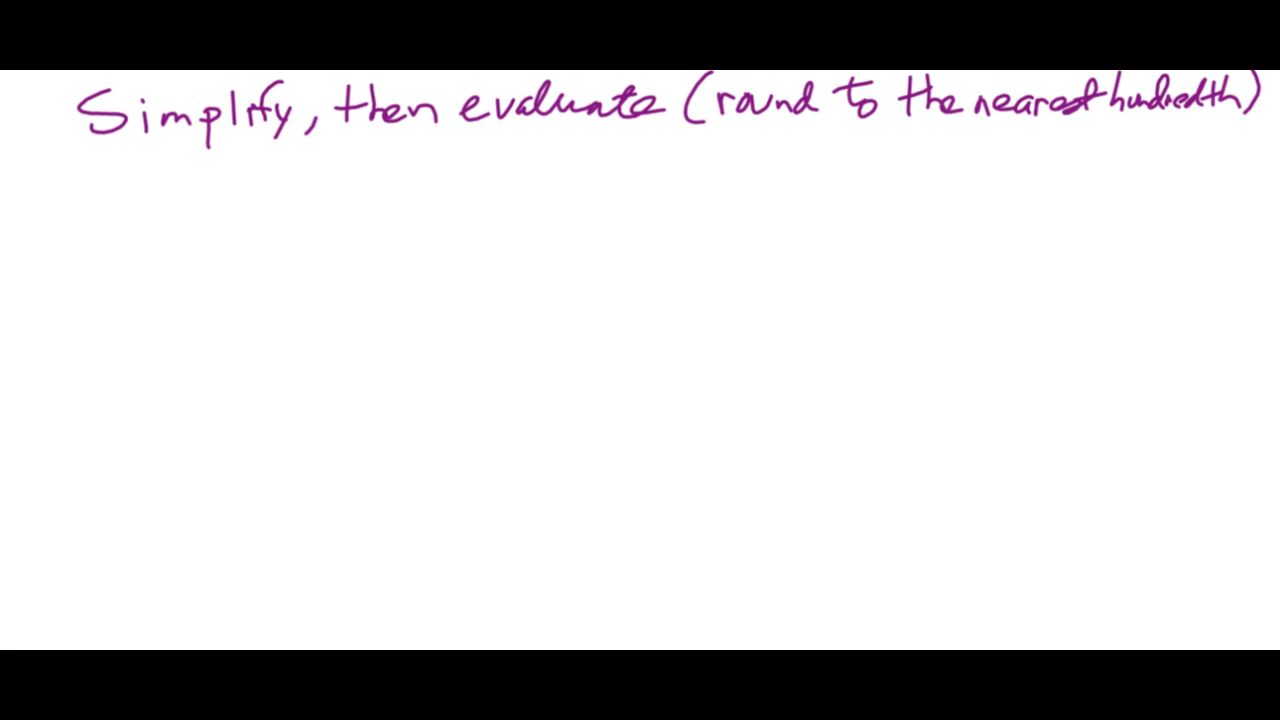 Simplify, then evaluate (round to the nearest hundredth)